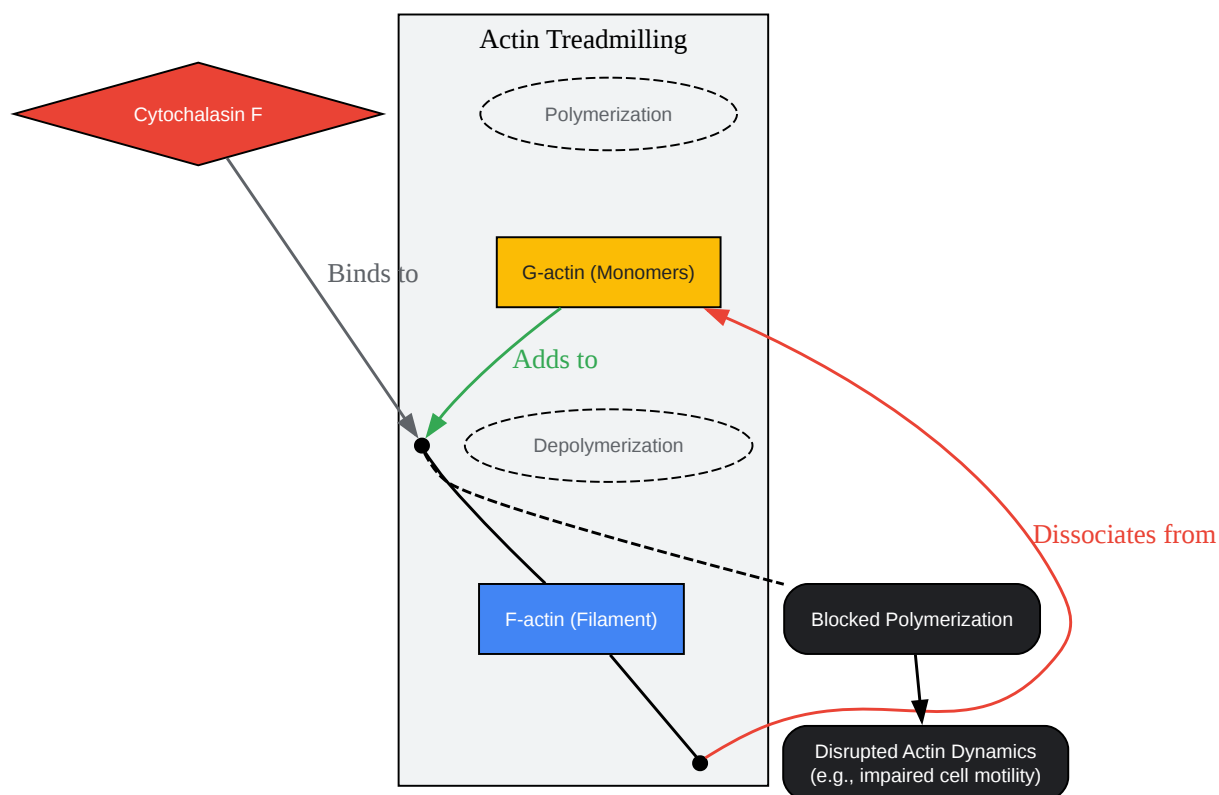 Actin Treadmilling
Cytochalasin F
Polymerization
Binds to
G-actin (Monomers)
Adds to
Depolymerization
Dissociates from
F-actin (Filament)
Blocked Polymerization
Disrupted Actin Dynamics
(e.g., impaired cell motility)